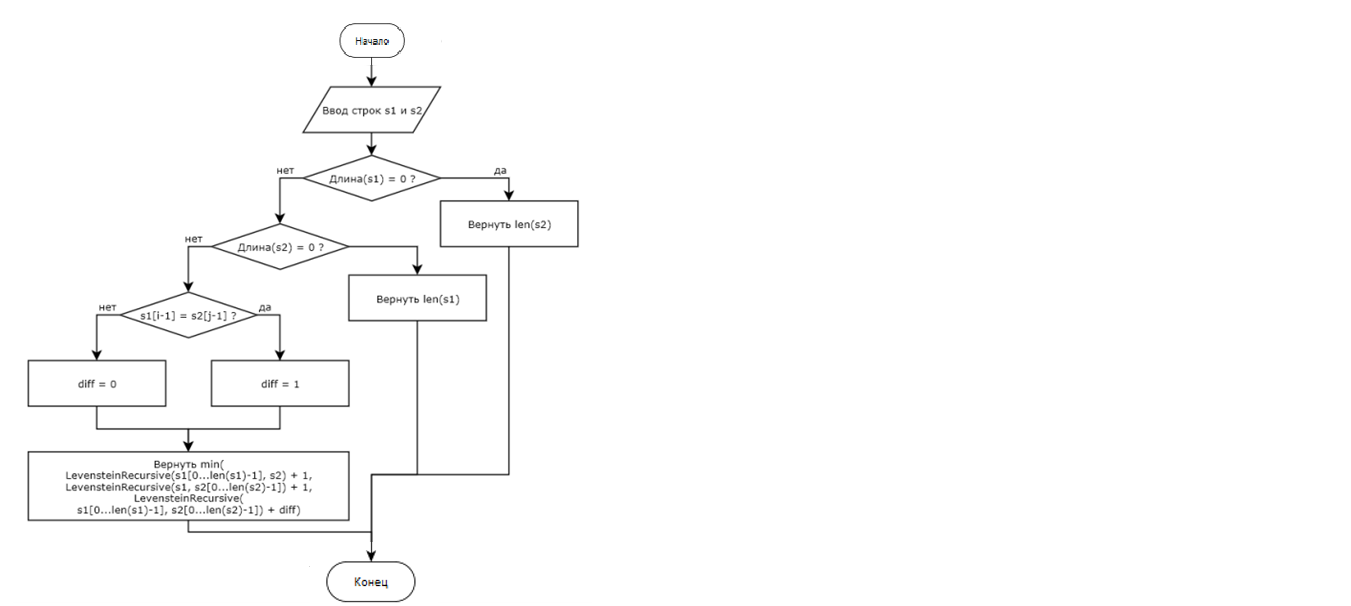 Начало
Ввод строк s1 и s2
нет
Длина(s1) = 0 ?
да
Вернуть len(s2)
нет
Длина(s2) = 0 ?
Вернуть len(s1)
нет
s1[i-1] = s2[j-1] ?
да
diff = 0
diff = 1
Вернуть min(
LevensteinRecursive(s1[0...len(s1)-1], s2) + 1,
LevensteinRecursive(s1, s2[0...len(s2)-1]) + 1,
LevensteinRecursive(
s1[0...len(s1)-1], s2[0...len(s2)-1]) + diff)
Конец